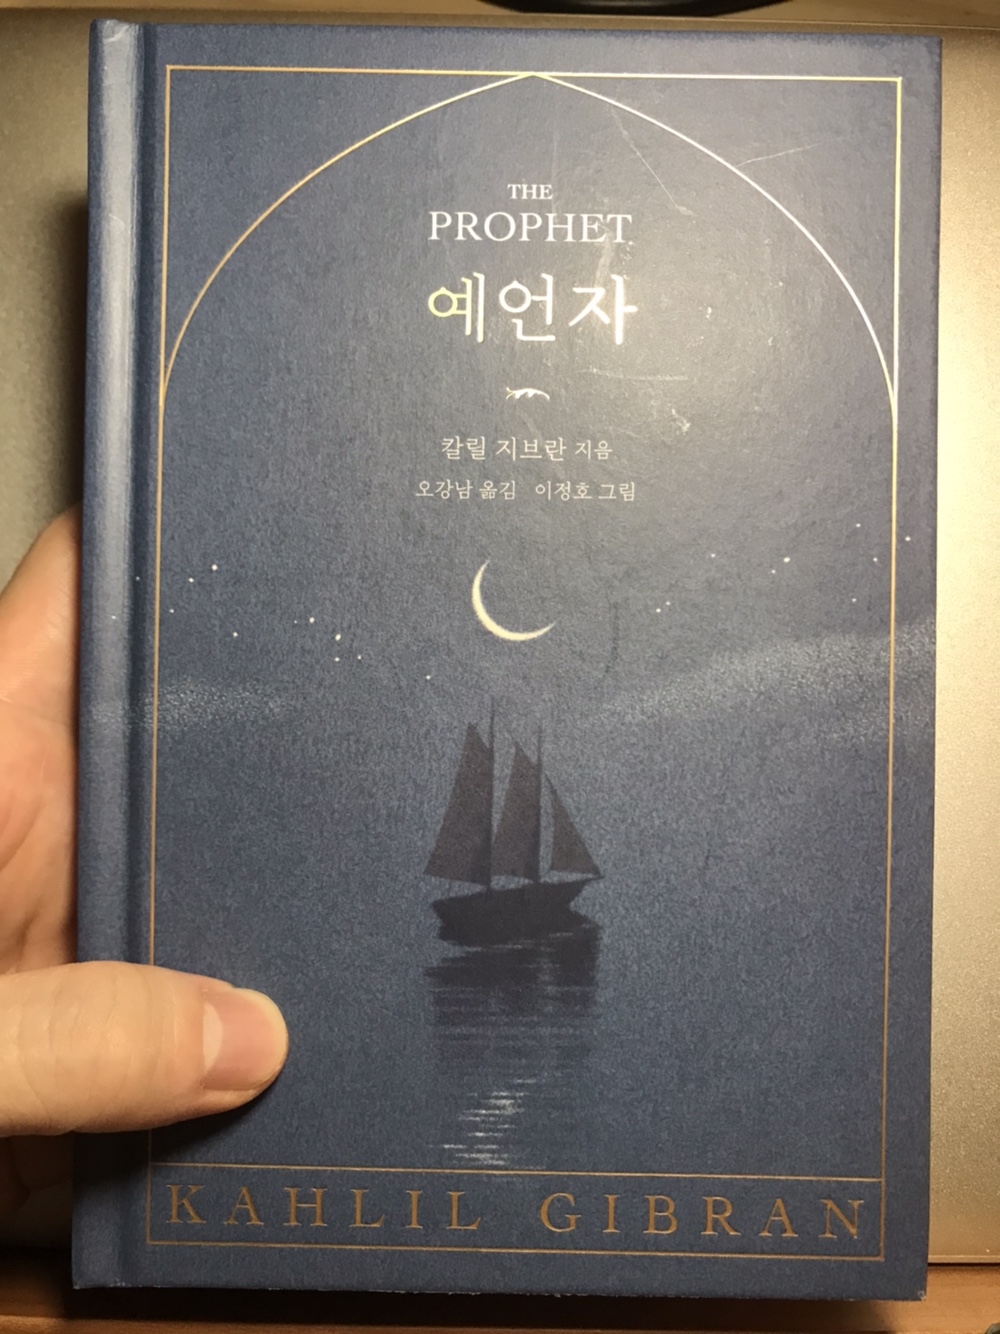 THE
PROPHET
예언자
칼릴 지브란 지음
오강남 옮김 이정호 그림
KAHLIL GIBRAN